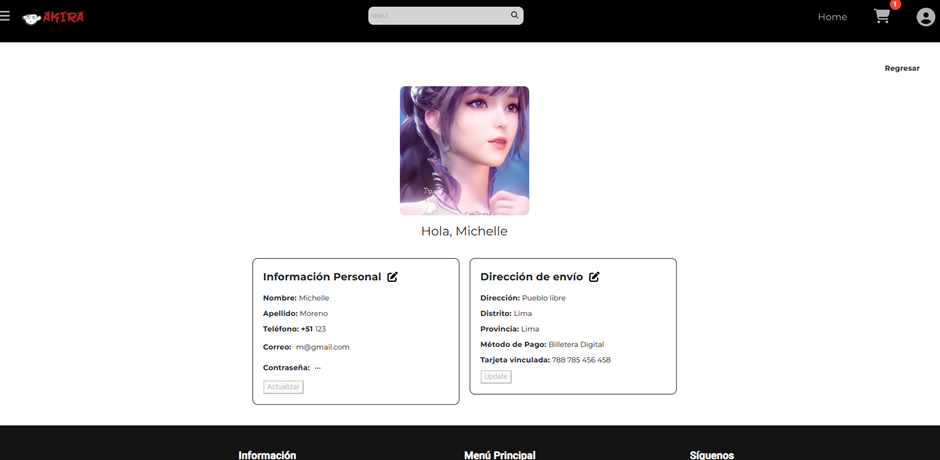 AKIRA
Home
1
Regresar
Hola, Michelle
Información Personal
Nombre: Michelle
Apellido: Moreno
Teléfono: +51 123
Correo: m@gmail.com
Contraseña: ···
Actualizar
Dirección de envío
Dirección: Pueblo libre
Distrito: Lima
Provincia: Lima
Método de Pago: Billetera Digital
Tarjeta vinculada: 788 785 456 458
Update
Información
Menú Principal
Síguenos